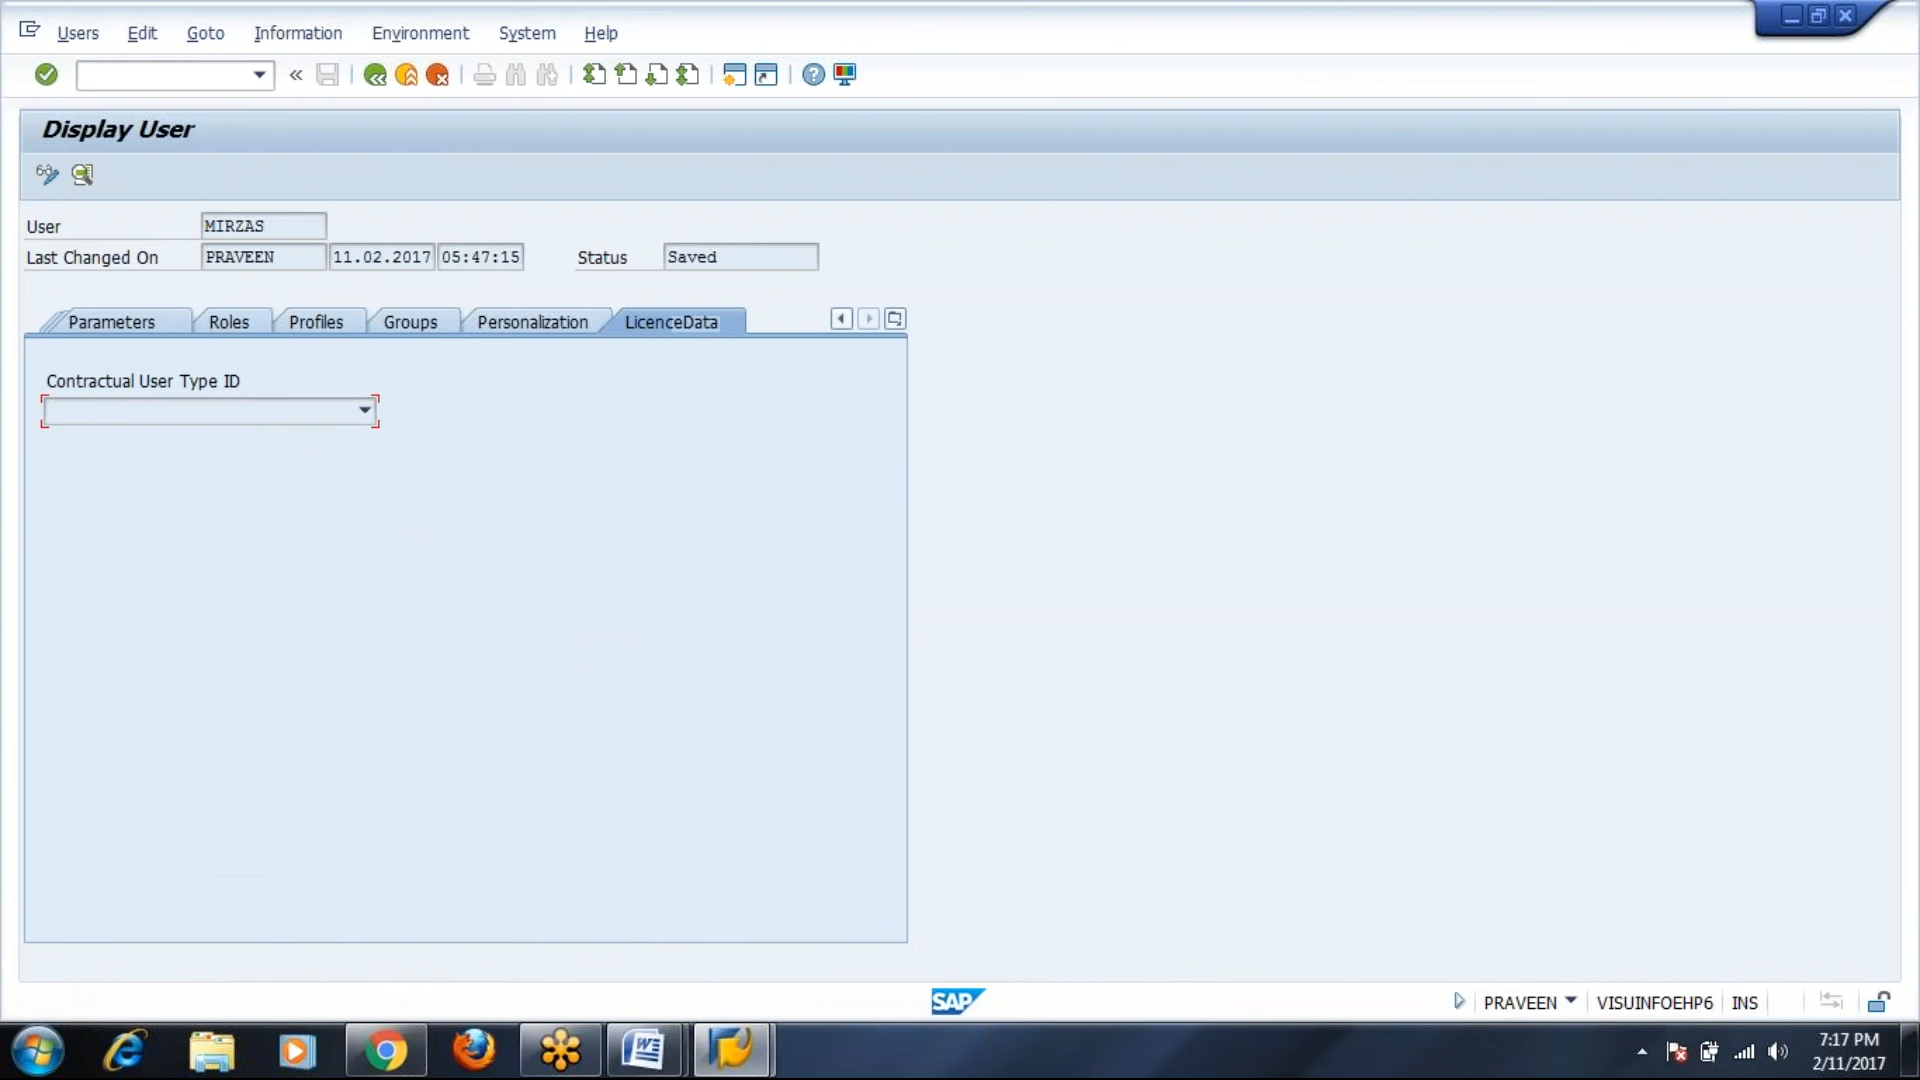 Users Edit Goto Information Environment System Help
Display User
User MIRZAS
Last Changed On PRAVEEN 11.02.2017 05:47:15 Status Saved
Parameters Roles Profiles Groups Personalization LicenceData
Contractual User Type ID
SAP PRAVEEN VISUINFOEHP6 INS
7:17 PM
2/11/2017